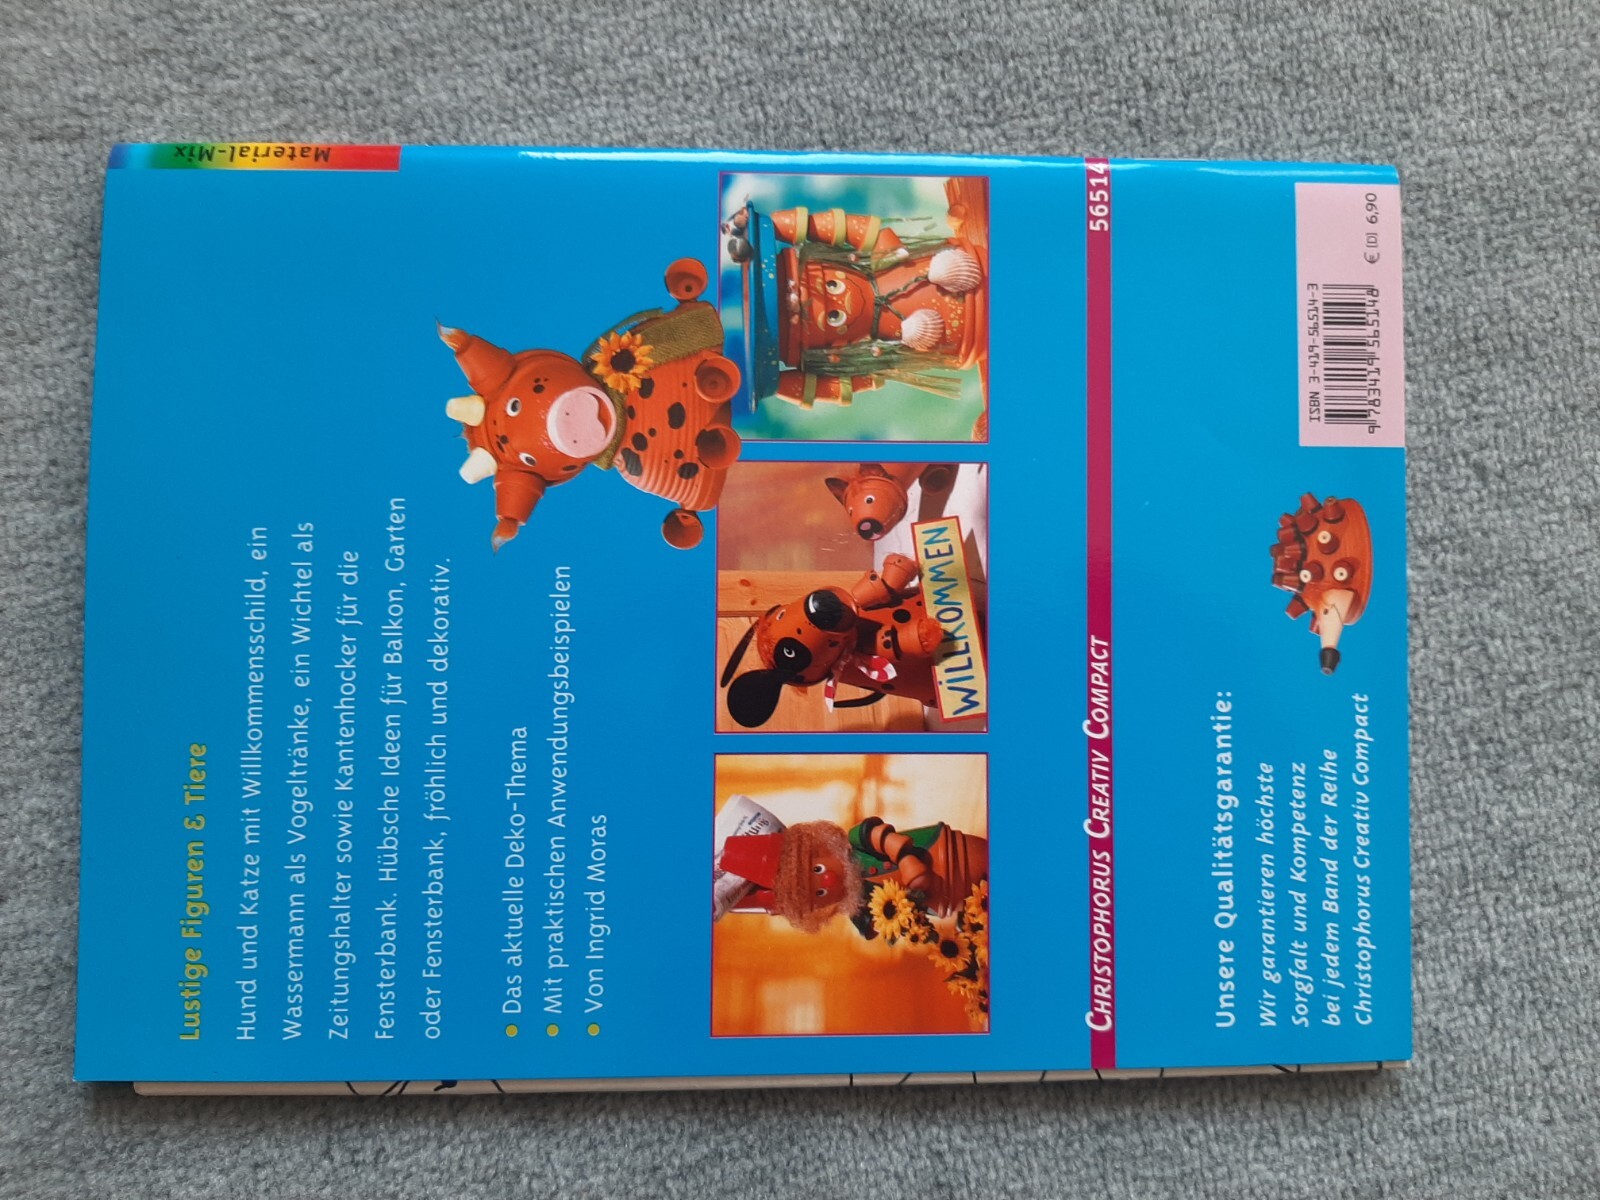 Material-Mix
Lustige Figuren & Tiere
Hund und Katze mit Willkommensschild, ein
Wassermann als Vogeltränke, ein Wichtel als
Zeitungshalter sowie Kantenhocker für die
Fensterbank. Hübsche Ideen für Balkon, Garten
oder Fensterbank, fröhlich und dekorativ.
• Das aktuelle Deko-Thema
• Mit praktischen Anwendungsbeispielen
• Von Ingrid Moras
WILLKOMMEN
CHRISTOPHORUS CREATIV COMPACT 56514
Unsere Qualitätsgarantie:
Wir garantieren höchste
Sorgfalt und Kompetenz
bei jedem Band der Reihe
Christophorus Creativ Compact
ISBN 3-419-56514-3
9 783419 565148
€ [D] 6,90